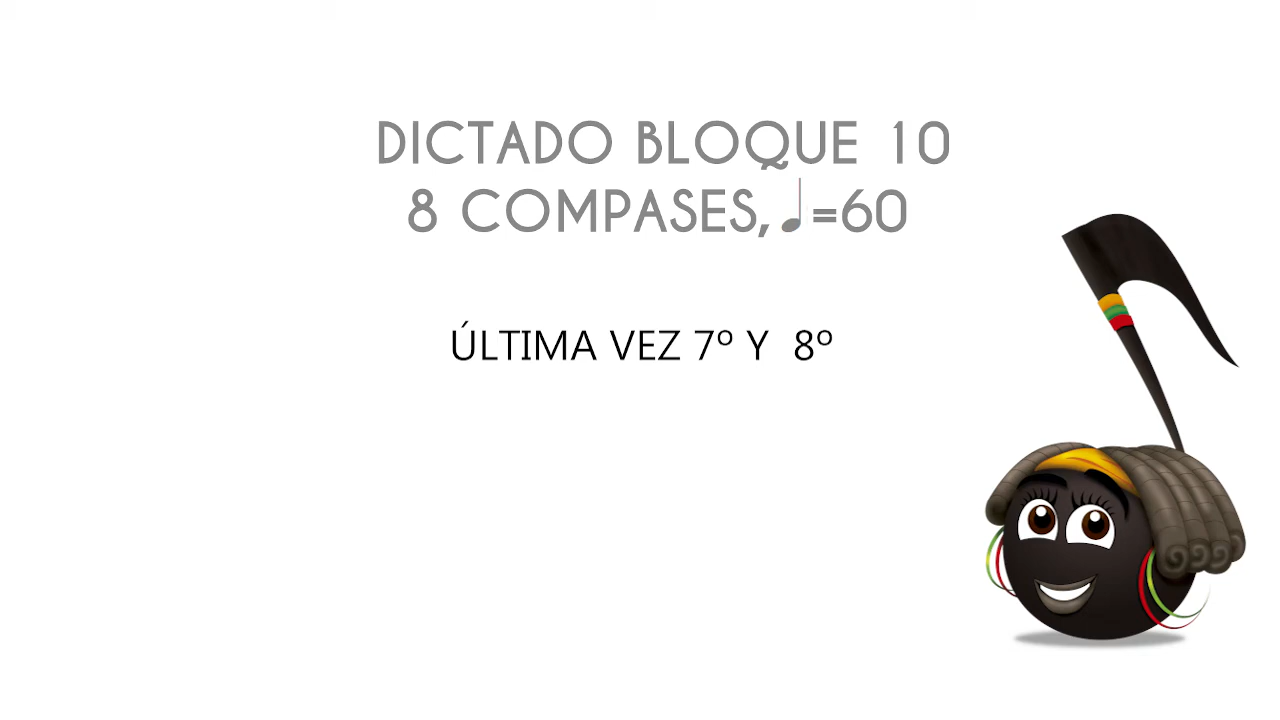 DICTADO BLOQUE 10
8 COMPASES, ♩=60
ÚLTIMA VEZ 7º Y 8º